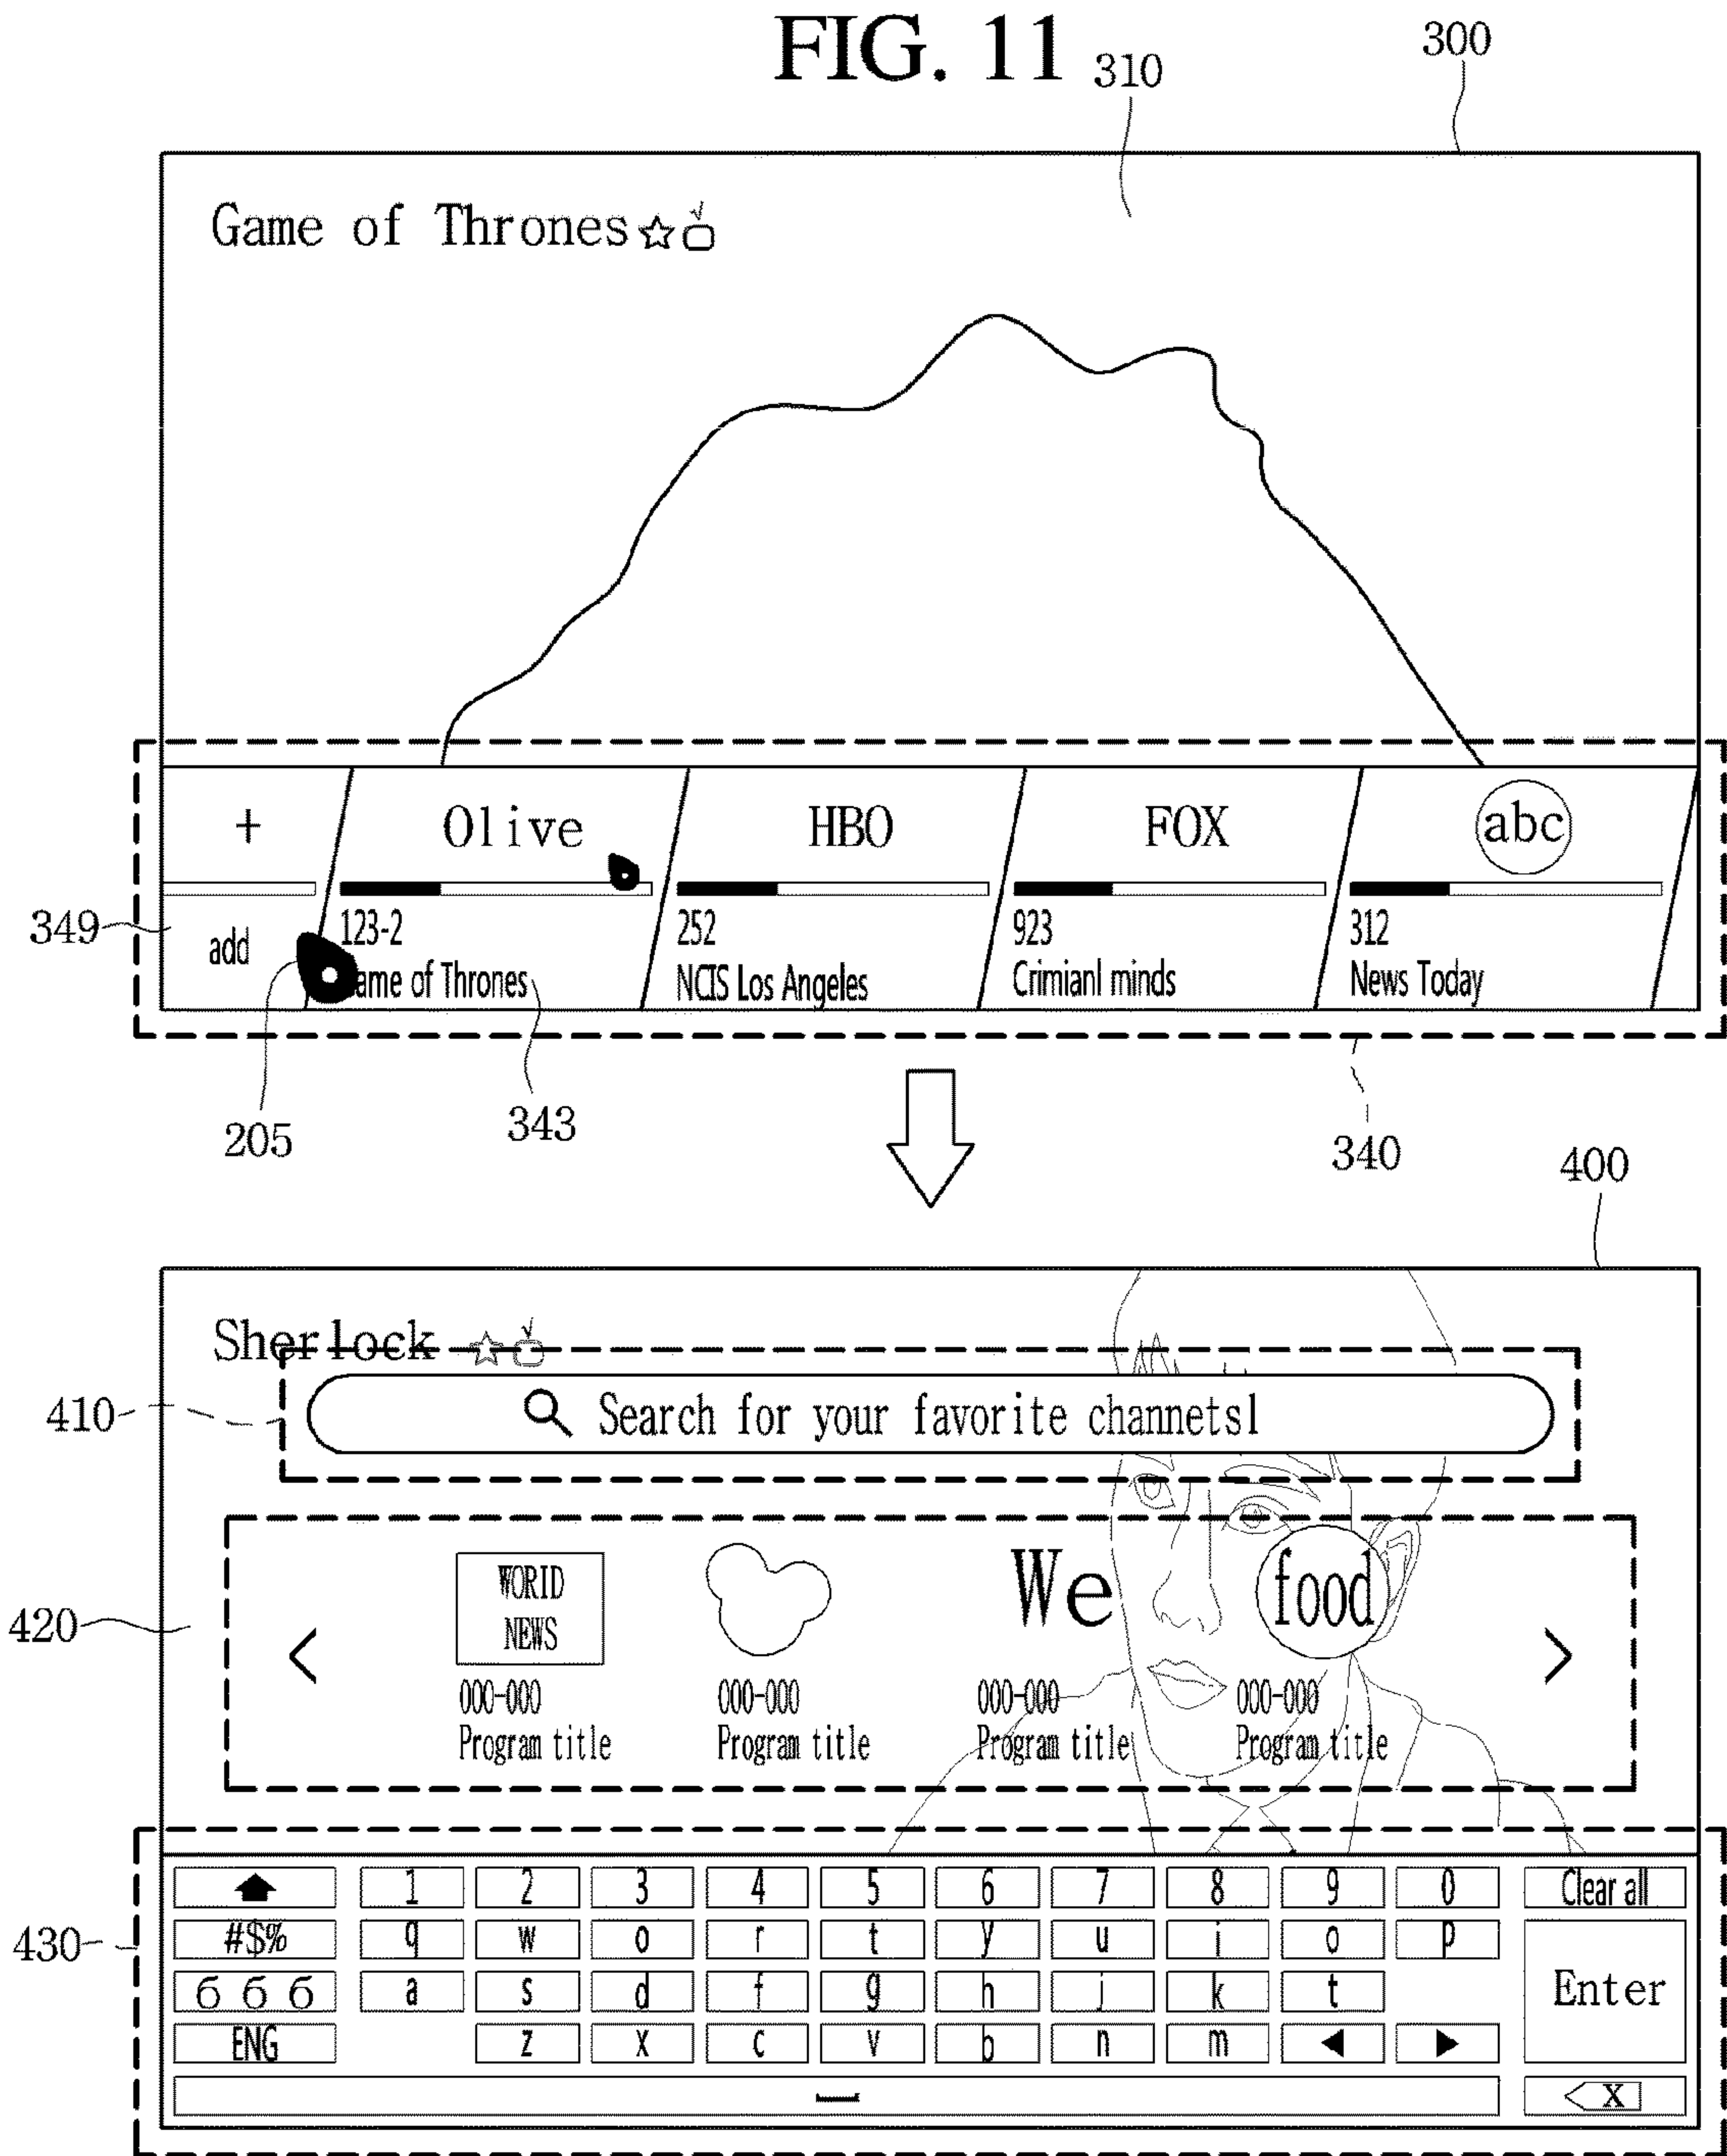 FIG. 11
310
300
Game of Thrones
+
Olive
HBO
FOX
abc
349
add
123-2
252
923
312
ame of Thrones
NCIS Los Angeles
Crimianl minds
News Today
205
343
340
400
Sherlock
410
Search for your favorite channetsl
420
WORID
NEWS
We
food
<
>
000-000
000-000
000-000
000-000
Program title
Program title
Program title
Program title
430
1 2 3 4 5 6 7 8 9 0 Clear all
#$% q w o r t y u i o p
б б б a s d f g h j k t Enter
ENG z x c v b n m
X